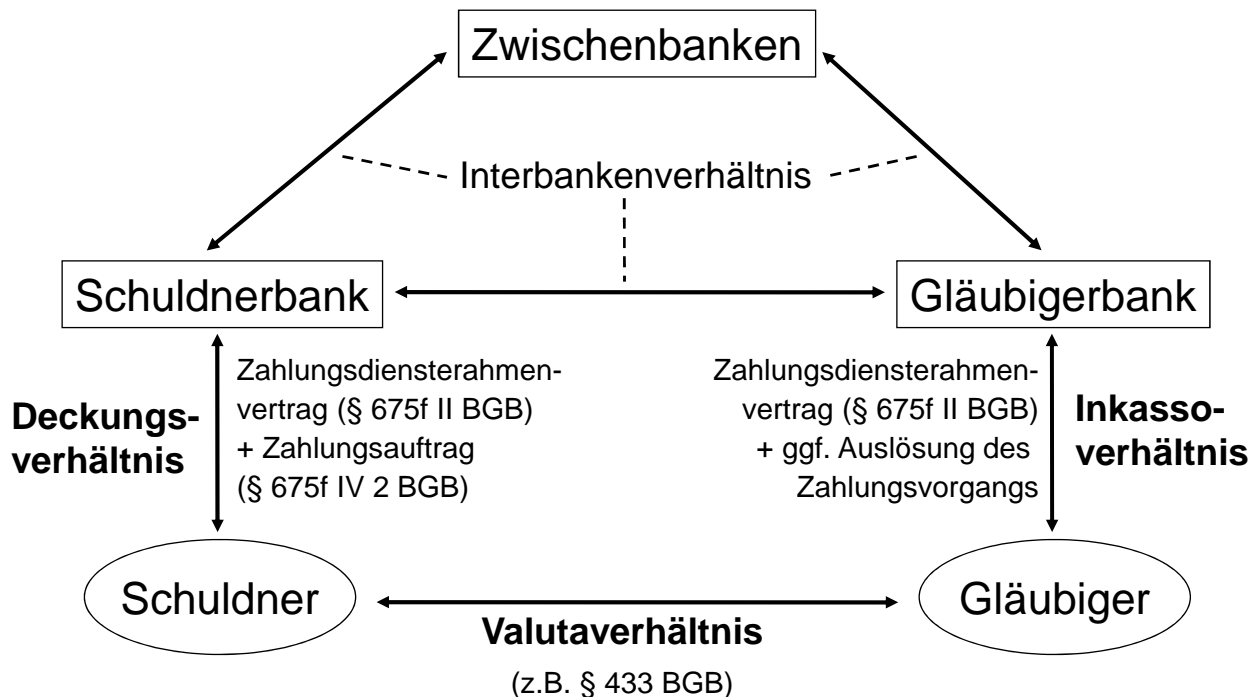 Zwischenbanken
Interbankenverhältnis
Schuldnerbank
Gläubigerbank
Deckungs-
verhältnis
Zahlungsdiensterahmen-
vertrag (§ 675f II BGB)
+ Zahlungsauftrag
(§ 675f IV 2 BGB)
Zahlungsdiensterahmen-
vertrag (§ 675f II BGB)
+ ggf. Auslösung des
Zahlungsvorgangs
Inkasso-
verhältnis
Schuldner
Gläubiger
Valutaverhältnis
(z.B. § 433 BGB)